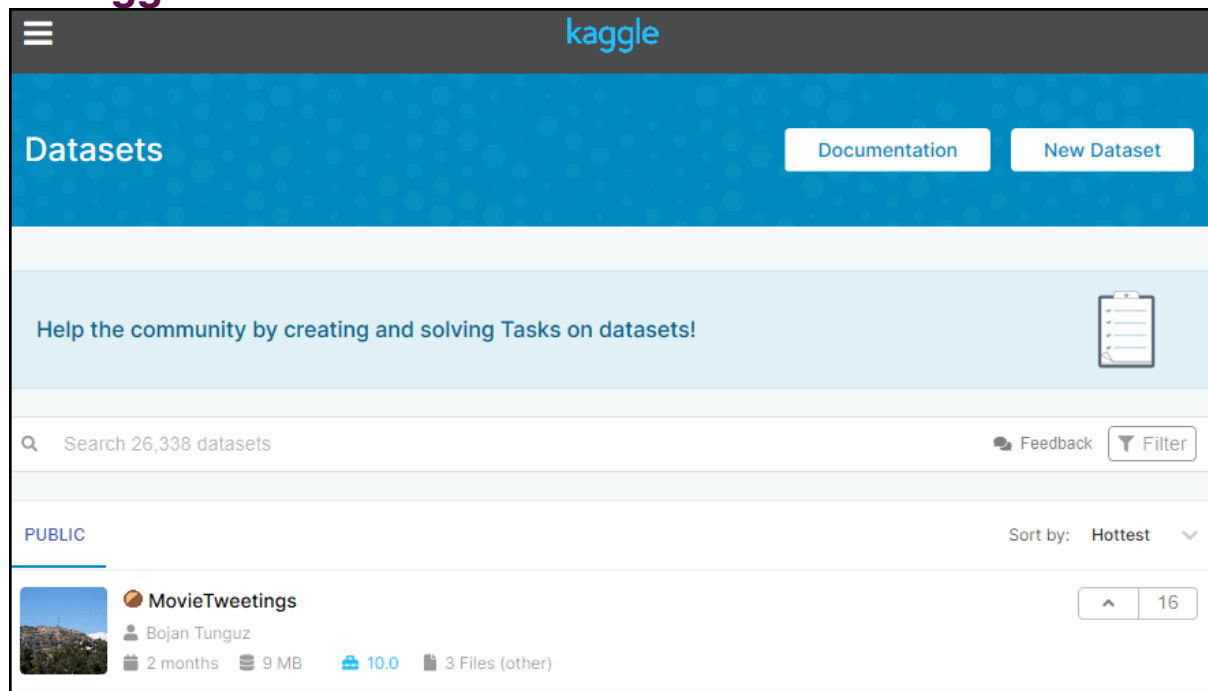 kaggle
Datasets
Documentation
New Dataset
Help the community by creating and solving Tasks on datasets!
Search 26,338 datasets
Feedback
Filter
PUBLIC
Sort by: Hottest
MovieTweetings
16
Bojan Tunguz
2 months 9 MB 10.0 3 Files (other)